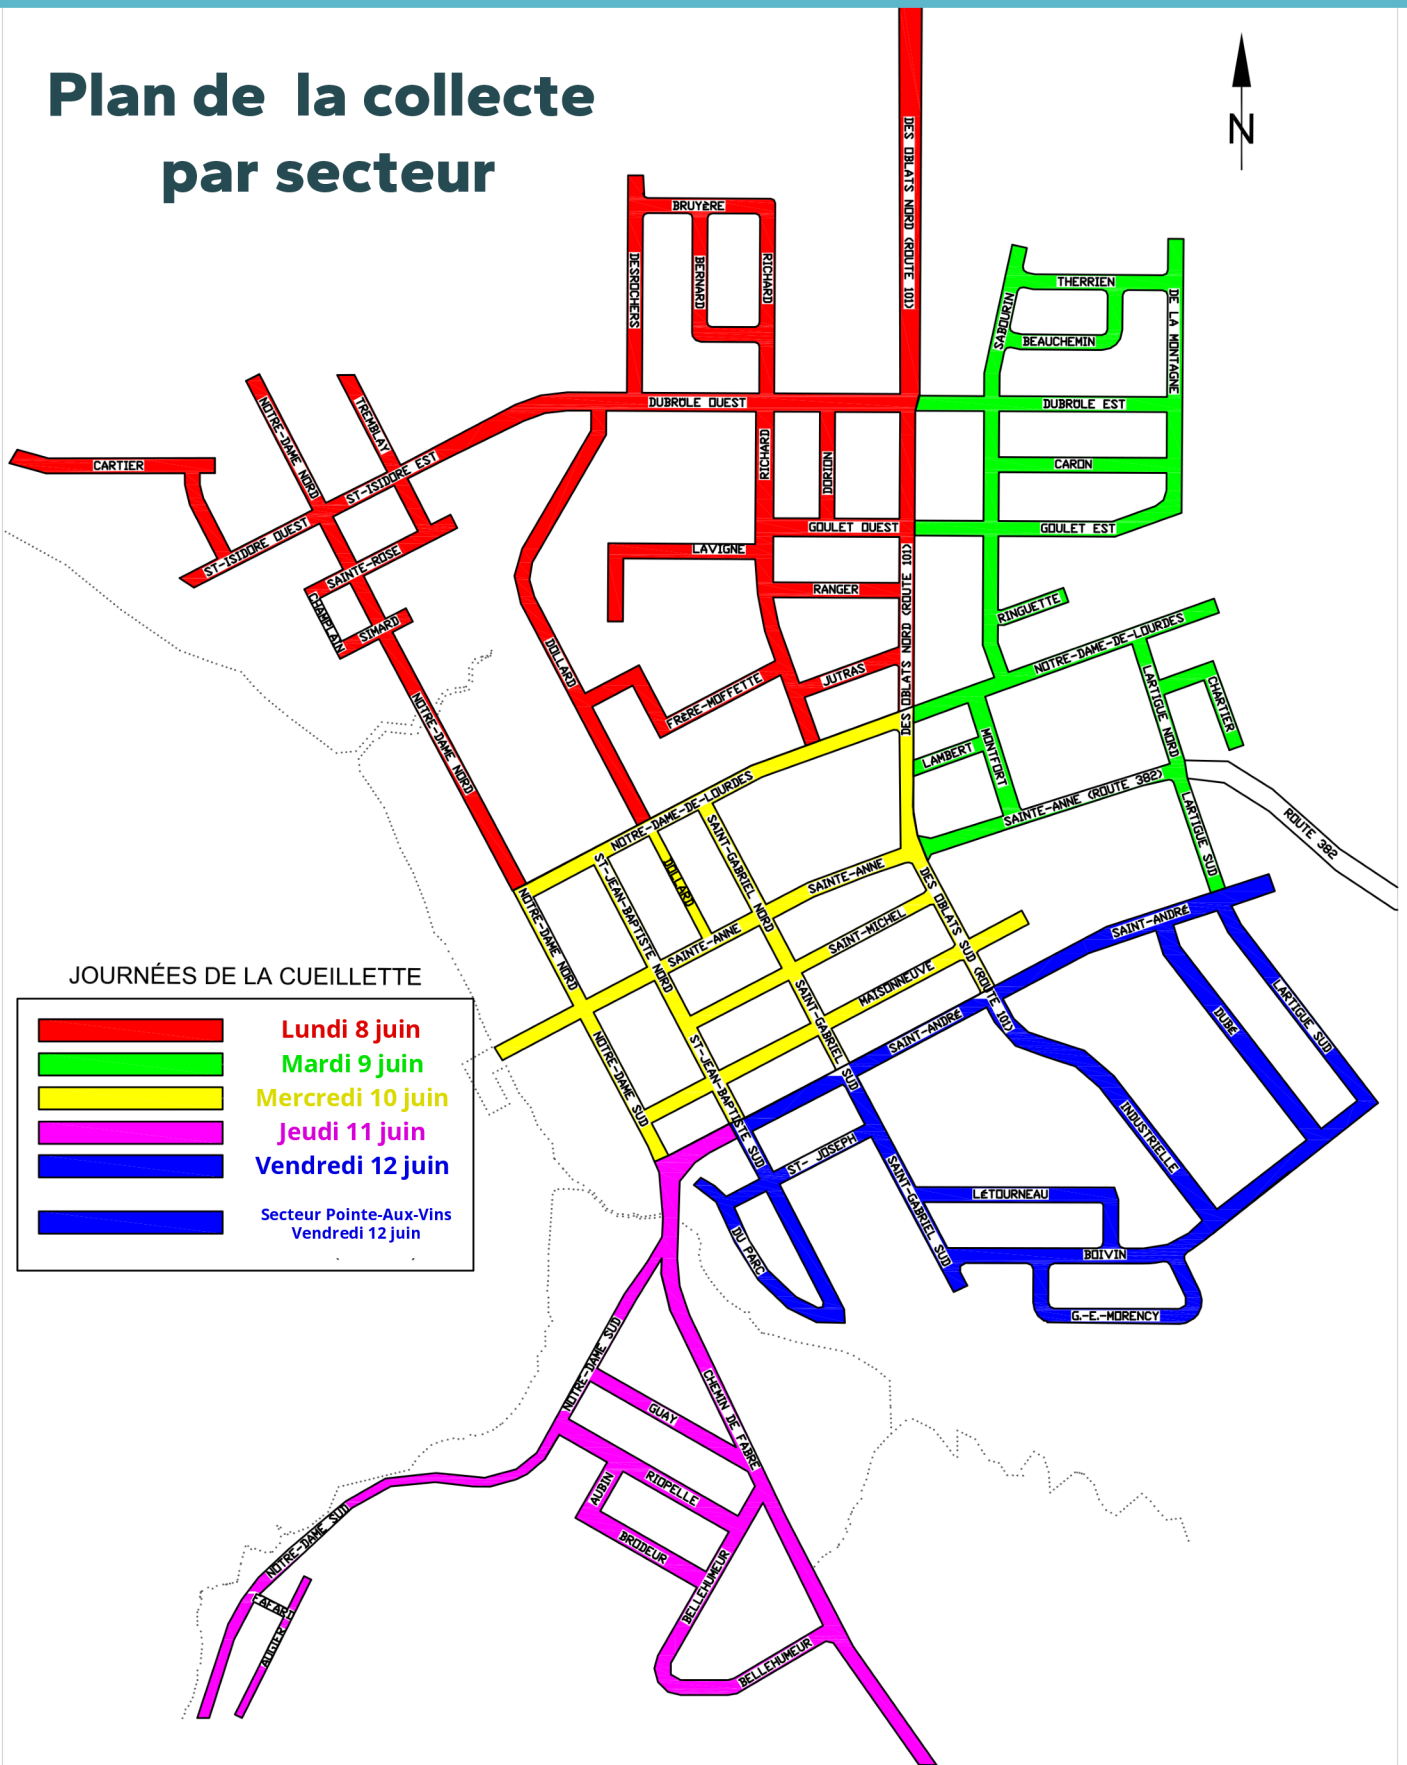 Plan de la collecte
par secteur
N
DES OBLATS NORD (ROUTE 101)
BRUYÈRE
DESROCHERS
BERNARD
RICHARD
THERRIEN
SABOURIN
BEAUCHEMIN
DE LA MONTAGNE
NOTRE-DAME NORD
TREMBLAY
DUBRÛLE OUEST
DUBRÛLE EST
CARTIER
ST-ISIDORE EST
RICHARD
DORION
CARON
ST-ISIDORE OUEST
GOULET OUEST
GOULET EST
SAINTE-ROSE
LAVIGNE
RANGER
CHAMPLAIN
SIMARD
DES OBLATS NORD (ROUTE 101)
RINGUETTE
NOTRE-DAME-DE-LOURDES
DOLLARD
JUTRAS
FRÈRE-MOFFETTE
LARTIGUE NORD
CHARTIER
NOTRE-DAME NORD
LAMBERT
MONTFORT
SAINTE-ANNE (ROUTE 382)
NOTRE-DAME-DE-LOURDES
SAINT-GABRIEL NORD
ROUTE 382
LARTIGUE SUD
ST-JEAN-BAPTISTE NORD
DOLLARD
SAINTE-ANNE
NOTRE-DAME NORD
SAINTE-ANNE
SAINT-MICHEL
DES OBLATS SUD (ROUTE 101)
SAINT-ANDRÉ
MAISONNEUVE
SAINT-GABRIEL SUD
SAINT-ANDRÉ
DUBÉ
LARTIGUE SUD
NOTRE-DAME SUD
ST-JEAN-BAPTISTE SUD
ST- JOSEPH
INDUSTRIELLE
SAINT-GABRIEL SUD
LÉTOURNEAU
DU PARC
BOIVIN
G.-E.-MORENCY
JOURNÉES DE LA CUEILLETTE
Lundi 8 juin
Mardi 9 juin
Mercredi 10 juin
Jeudi 11 juin
Vendredi 12 juin
Secteur Pointe-Aux-Vins
Vendredi 12 juin
NOTRE-DAME SUD
CHEMIN DE FABRE
GUAY
RIOPELLE
AUBIN
BRODEUR
BELLEHUMEUR
BELLEHUMEUR
NOTRE-DAME SUD
AUGIER